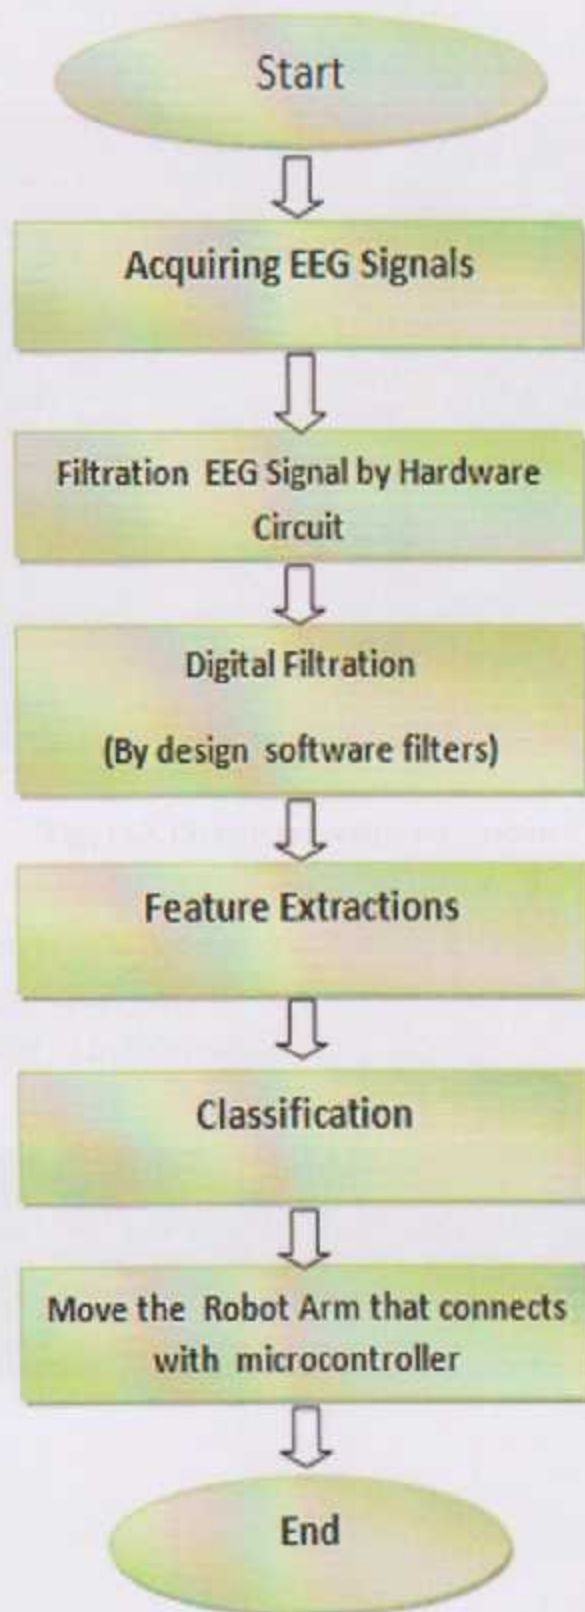 Start
Acquiring EEG Signals
Filtration EEG Signal by Hardware
Circuit
Digital Filtration
(By design software filters)
Feature Extractions
Classification
Move the Robot Arm that connects
with microcontroller
End